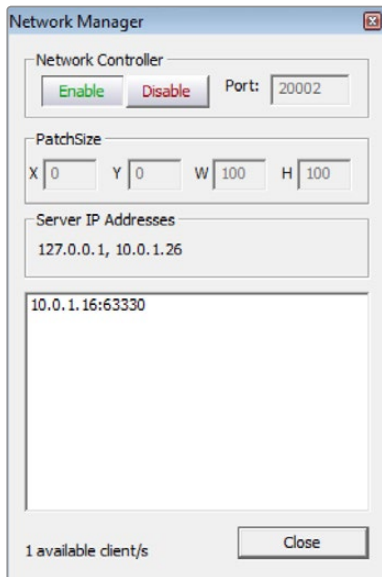 Network Manager
Network Controller
Enable Disable Port: 20002
PatchSize
X 0 Y 0 W 100 H 100
Server IP Addresses
127.0.0.1, 10.0.1.26
10.0.1.16:63330
1 available client/s Close